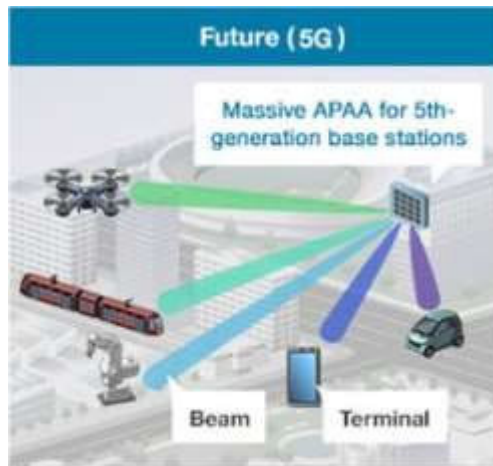 Future (5G)
Massive APAA for 5th-
generation base stations
Beam
Terminal